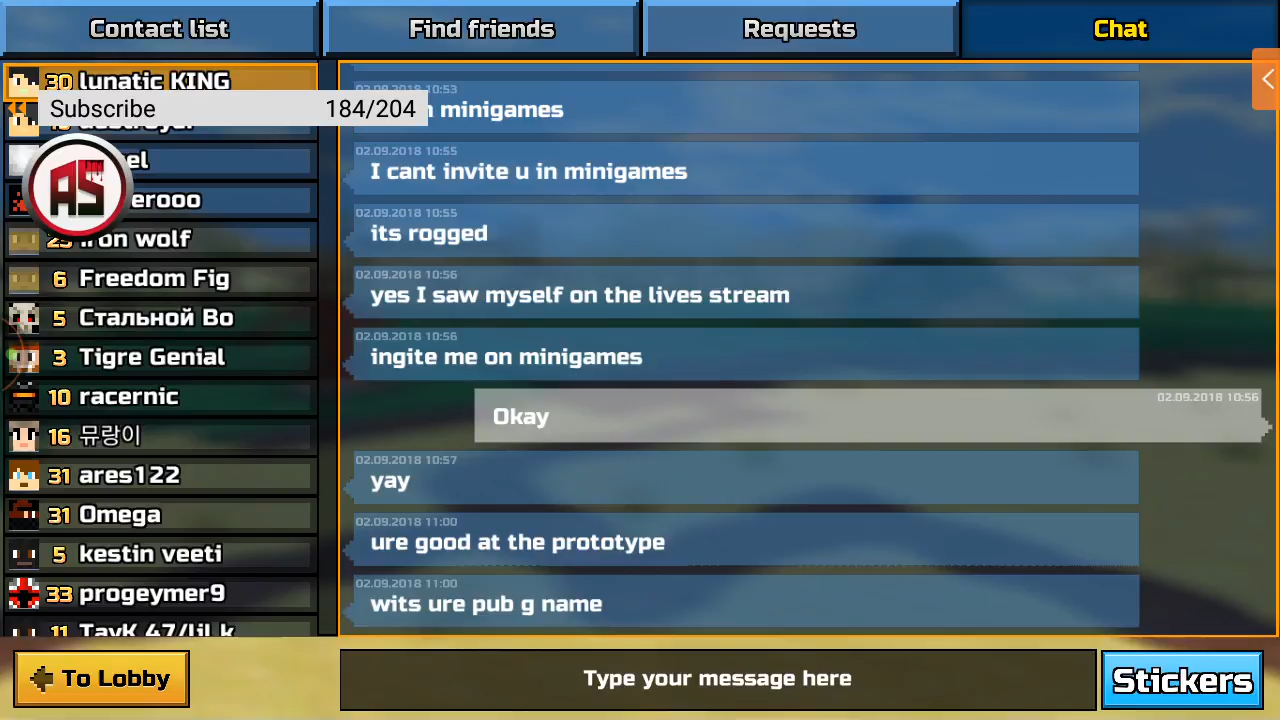 Contact list
Find friends
Requests
Chat
30 lunatic KING
Subscribe 184/204
AS
iron wolf
6 Freedom Fig
5 Стальной Во
3 Tigre Genial
10 racernic
16 뮤랑이
31 ares122
31 Omega
5 kestin veeti
33 progeymer9
11
02.09.2018 10:53
minigames
02.09.2018 10:55
I cant invite u in minigames
02.09.2018 10:55
its rogged
02.09.2018 10:56
yes I saw myself on the lives stream
02.09.2018 10:56
ingite me on minigames
02.09.2018 10:56
Okay
02.09.2018 10:57
yay
02.09.2018 11:00
ure good at the prototype
02.09.2018 11:00
wits ure pub g name
To Lobby
Type your message here
Stickers